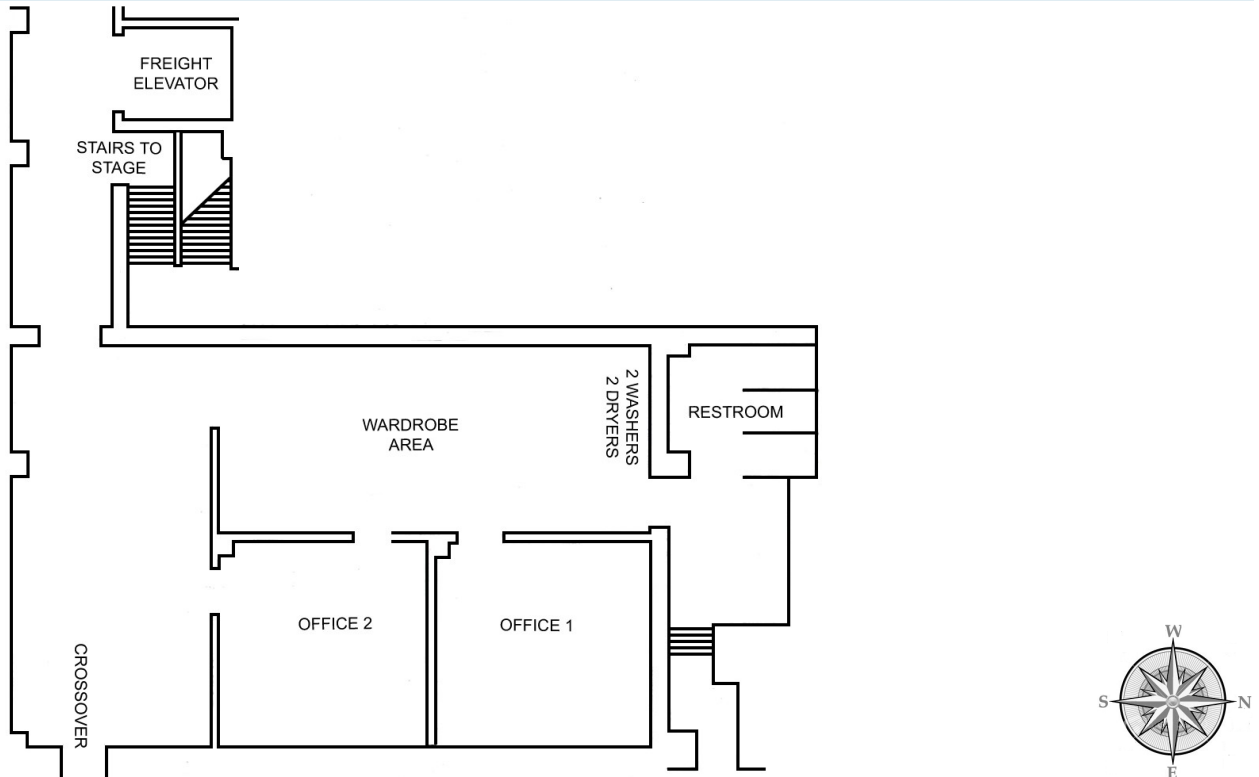 FREIGHT
ELEVATOR
STAIRS TO
STAGE
WARDROBE
AREA
2 WASHERS
2 DRYERS
RESTROOM
OFFICE 2
OFFICE 1
CROSSOVER
W
S
N
E